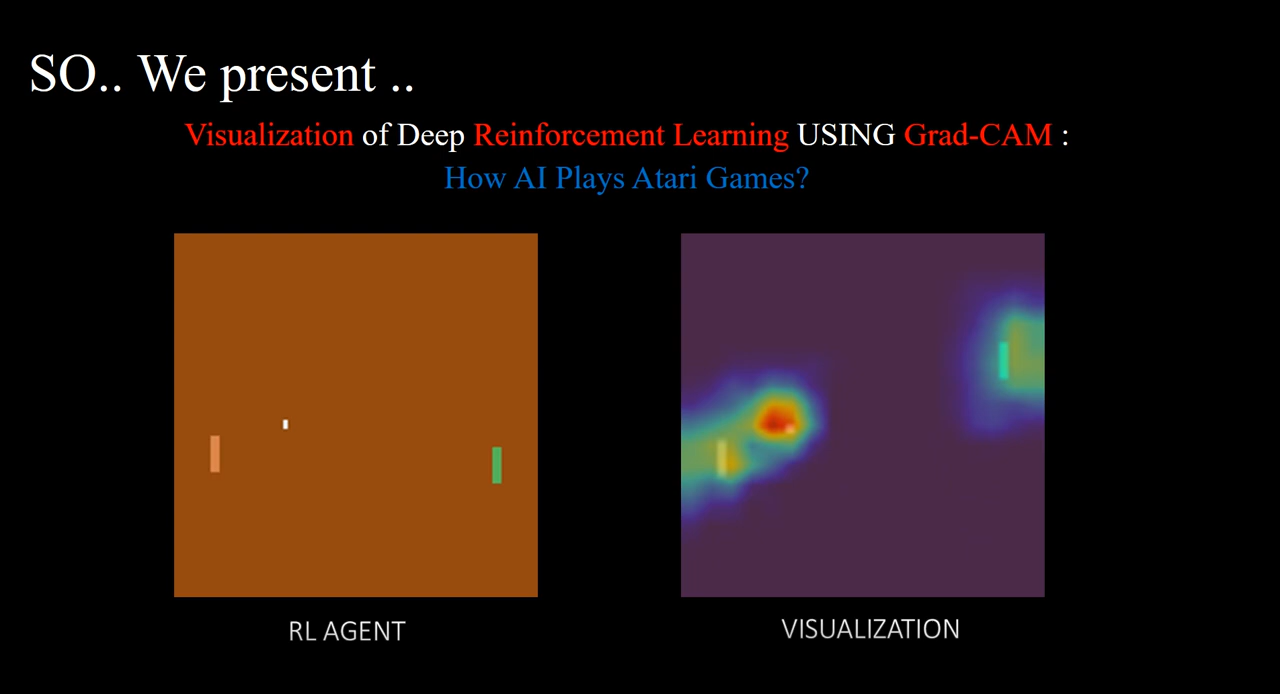 SO.. We present ..
Visualization of Deep Reinforcement Learning USING Grad-CAM :
How AI Plays Atari Games?
RL AGENT
VISUALIZATION